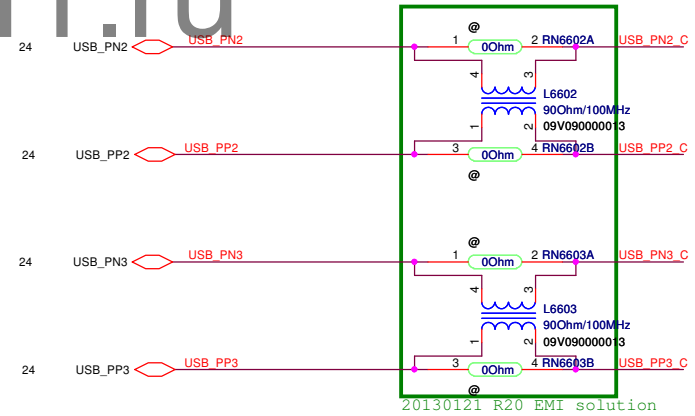 11.ru
@
24 USB_PN2 USB_PN2 1 0Ohm 2 RN6602A USB_PN2_C
4 3
L6602
90Ohm/100MHz
1 2 09V090000013
24 USB_PP2 USB_PP2 3 0Ohm 4 RN6602B USB_PP2_C
@
@
24 USB_PN3 USB_PN3 1 0Ohm 2 RN6603A USB_PN3_C
4 3
L6603
90Ohm/100MHz
1 2 09V090000013
24 USB_PP3 USB_PP3 3 0Ohm 4 RN6603B USB_PP3_C
@
20130121 R20 EMI solution